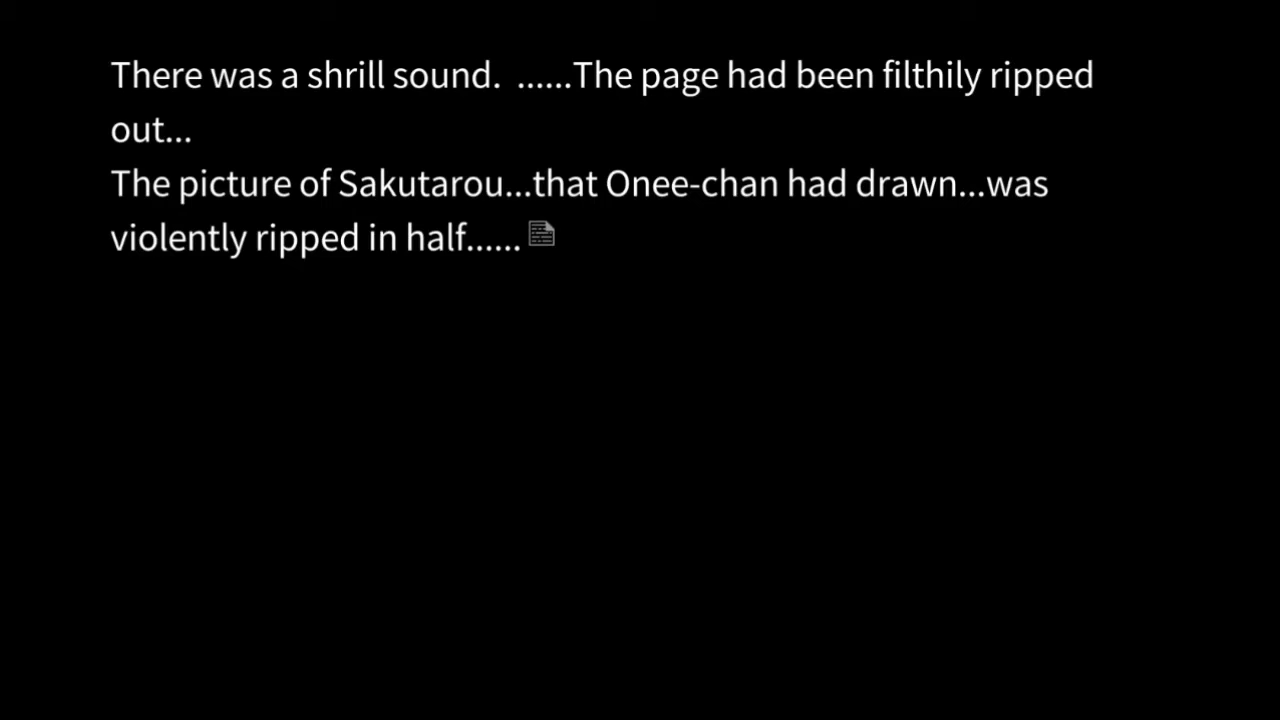 There was a shrill sound.  ......The page had been filthily ripped
out...
The picture of Sakutarou...that Onee-chan had drawn...was
violently ripped in half......